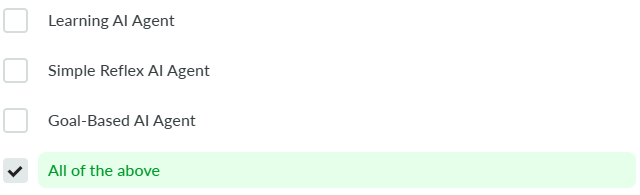 Learning AI Agent
Simple Reflex AI Agent
Goal-Based AI Agent
All of the above